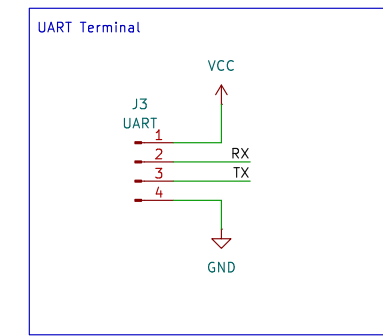 UART Terminal
VCC
J3
UART
1
2
RX
3
TX
4
GND